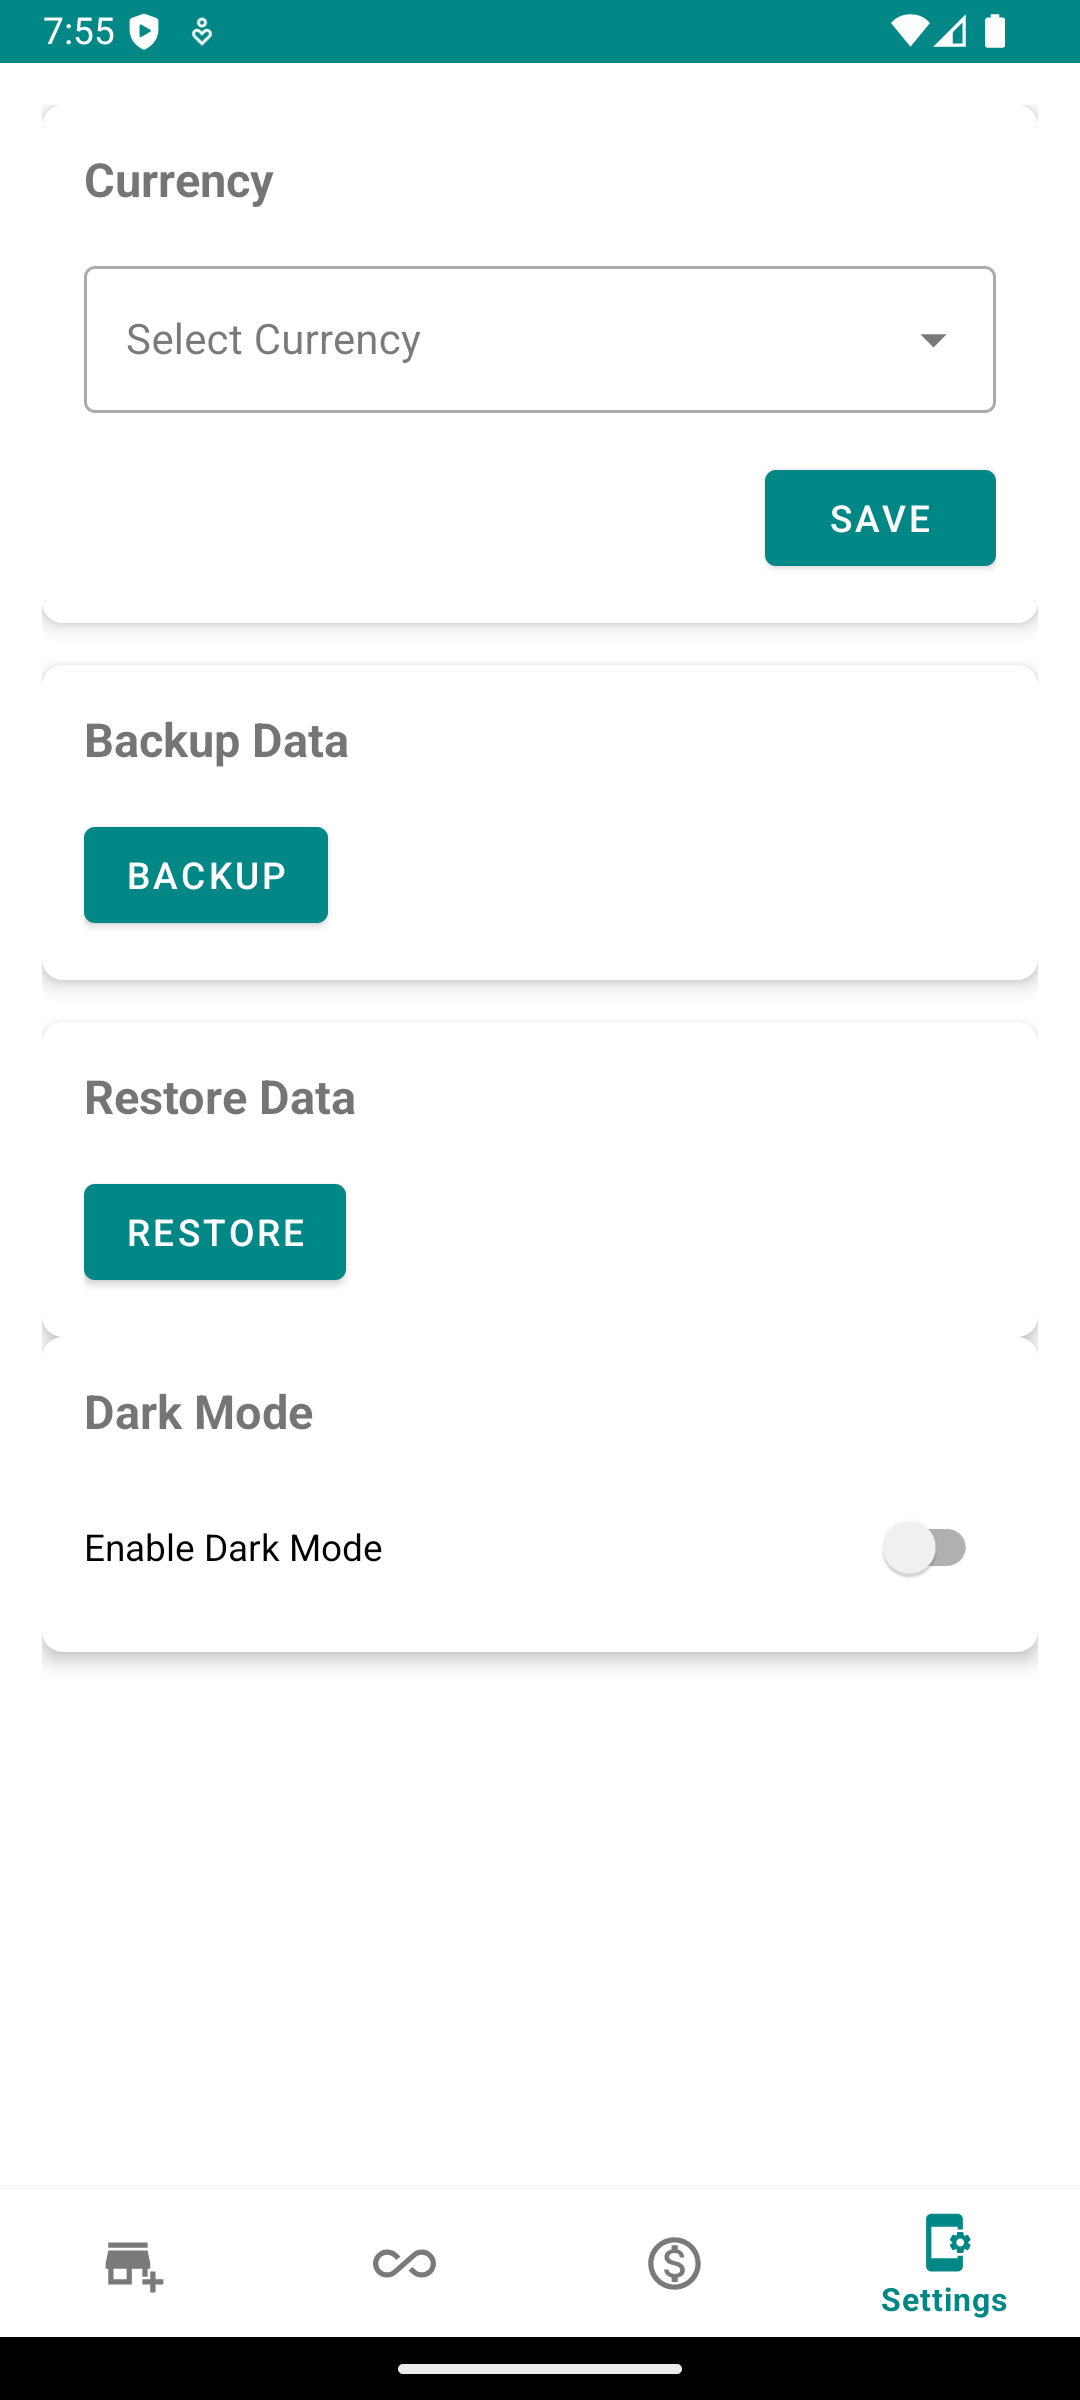 7:55
Currency
Select Currency
SAVE
Backup Data
BACKUP
Restore Data
RESTORE
Dark Mode
Enable Dark Mode
Settings